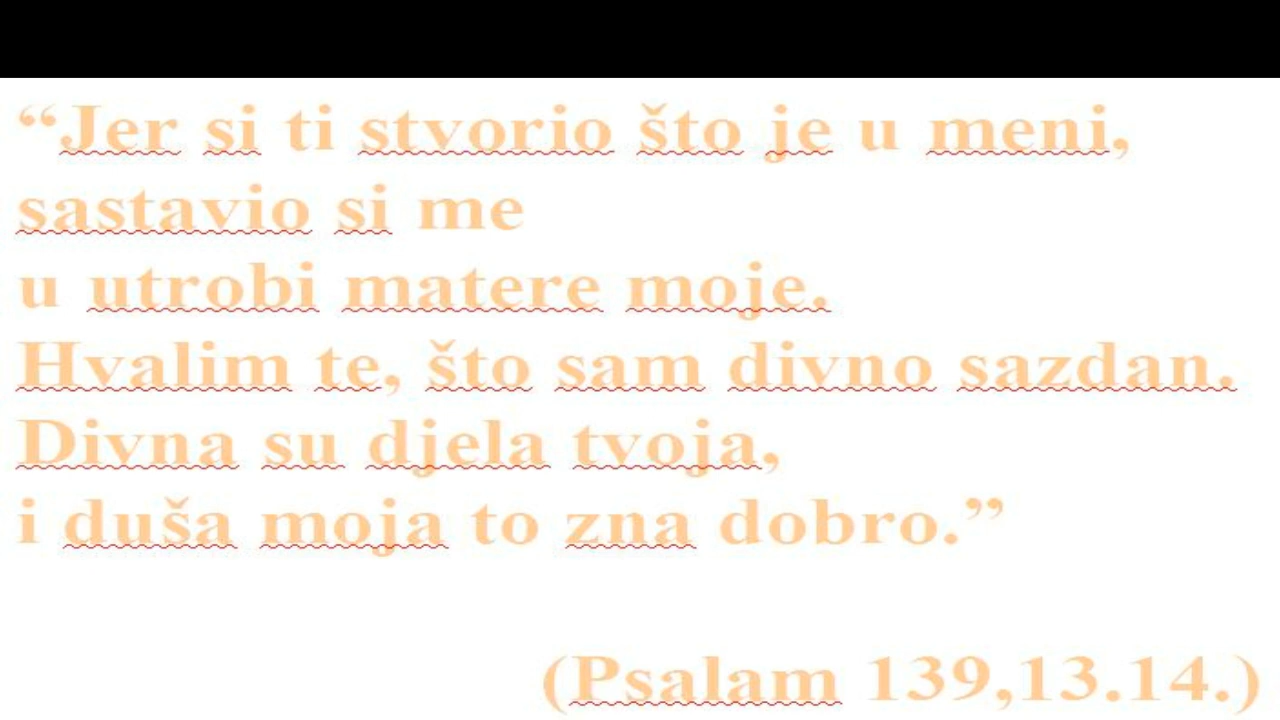 “Jer si ti stvorio što je u meni,
sastavio si me
u utrobi matere moje.
Hvalim te, što sam divno sazdan.
Divna su djela tvoja,
i duša moja to zna dobro.”
(Psalam 139,13.14.)